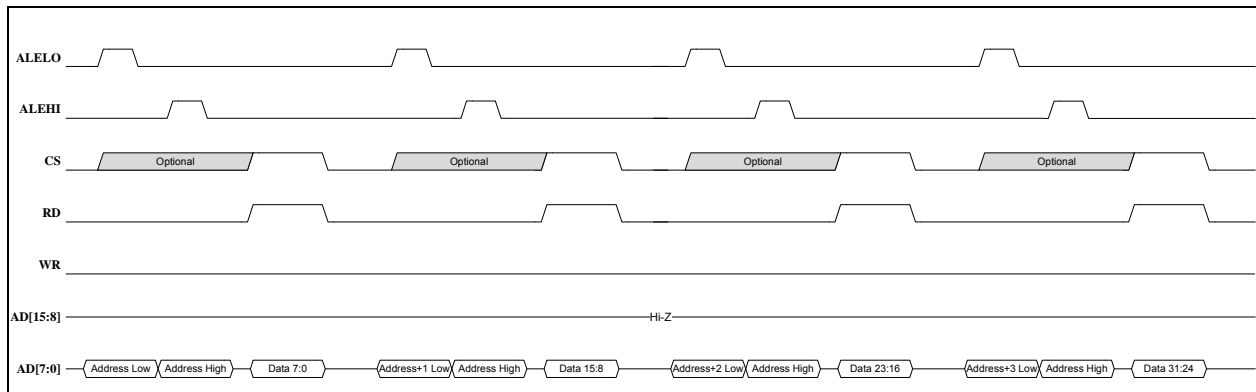 ALELO
ALEHI
CS Optional Optional Optional Optional
RD
WR
AD[15:8] Hi-Z
AD[7:0] Address Low Address High Data 7:0 Address+1 Low Address High Data 15:8 Address+2 Low Address High Data 23:16 Address+3 Low Address High Data 31:24